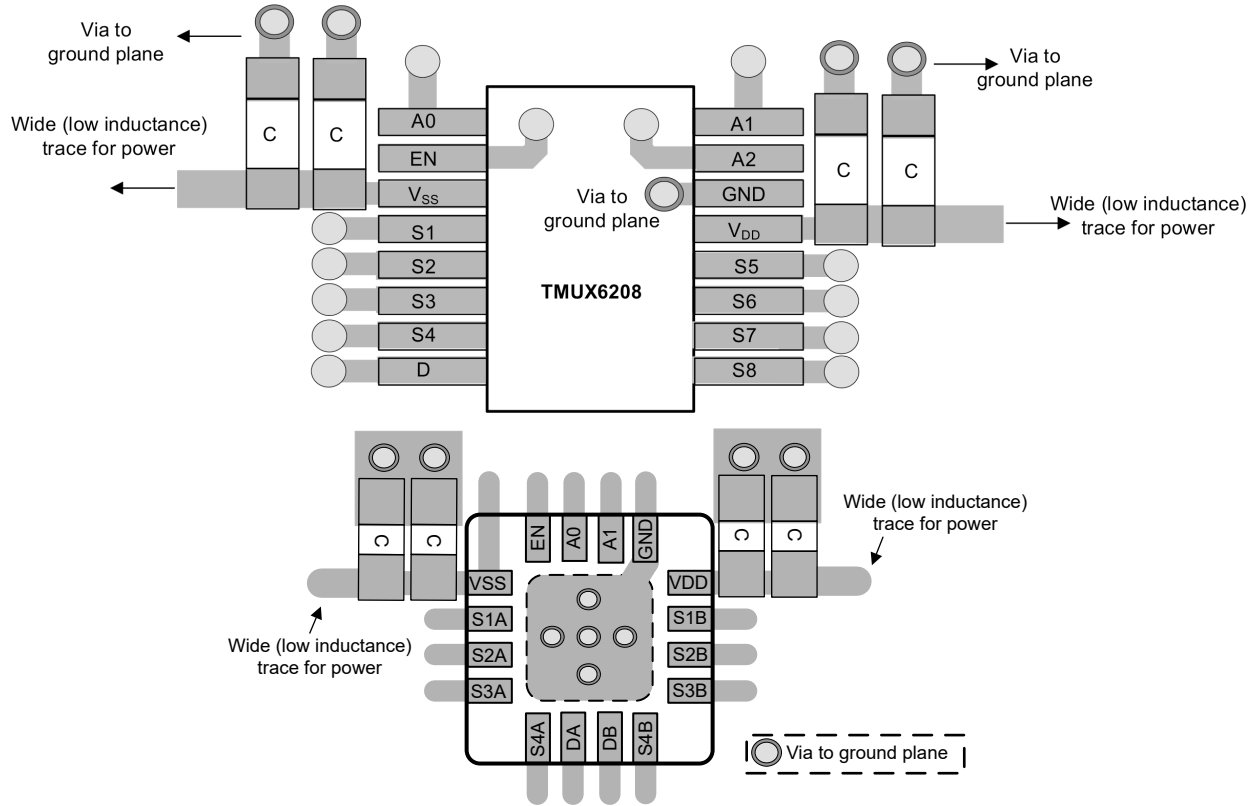 Via to
ground plane
Via to
ground plane
Wide (low inductance)
trace for power
C
C
C
C
A0
A1
EN
A2
VSS
Via to
ground plane
GND
Wide (low inductance)
trace for power
S1
VDD
S2
S5
S3
TMUX6208
S6
S4
S7
D
S8
Wide (low inductance)
trace for power
C
C
EN
A0
A1
GND
C
C
VSS
VDD
S1A
S1B
Wide (low inductance)
trace for power
S2A
S2B
S3A
S3B
S4A
DA
DB
S4B
Via to ground plane